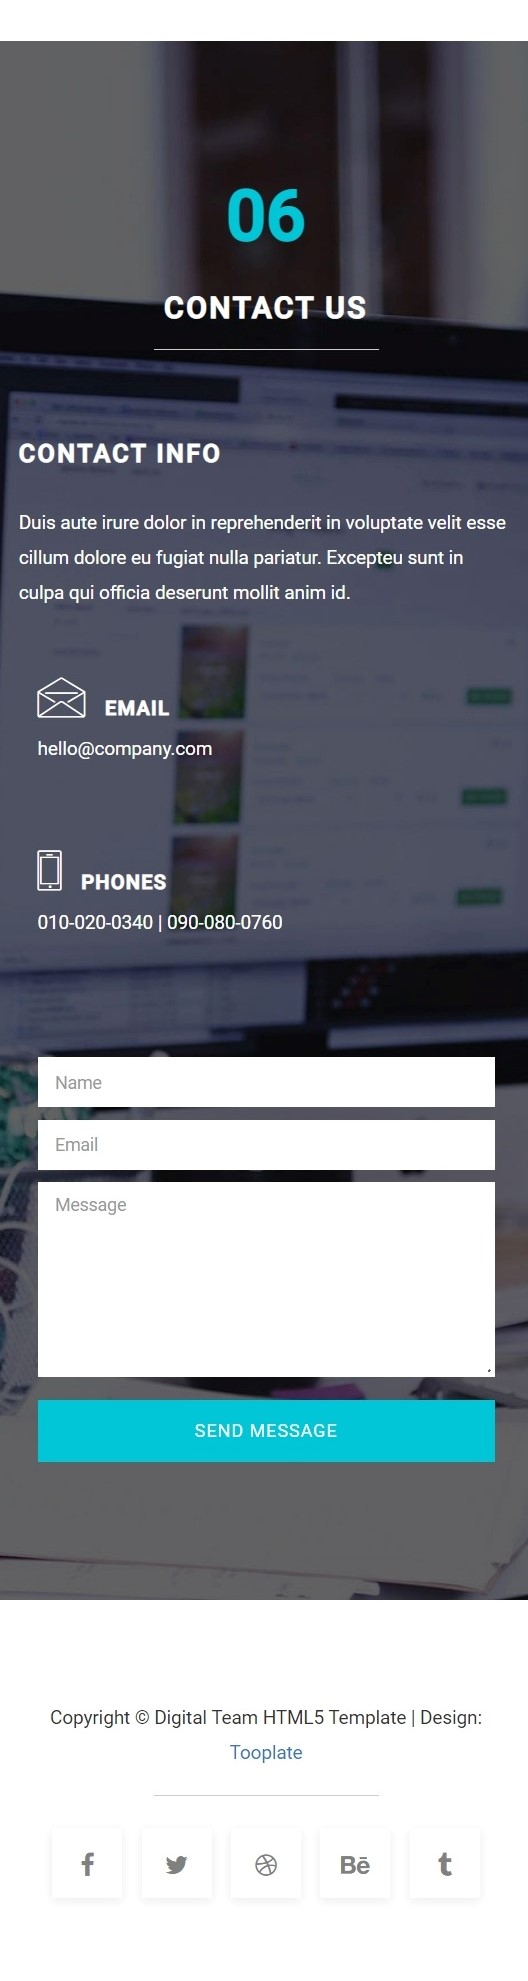 06
CONTACT US
CONTACT INFO
Duis aute irure dolor in reprehenderit in voluptate velit esse
cillum dolore eu fugiat nulla pariatur. Excepteu sunt in
culpa qui officia deserunt mollit anim id.
EMAIL
hello@company.com
PHONES
010-020-0340 | 090-080-0760
Name
Email
Message
SEND MESSAGE
Copyright © Digital Team HTML5 Template | Design:
Tooplate